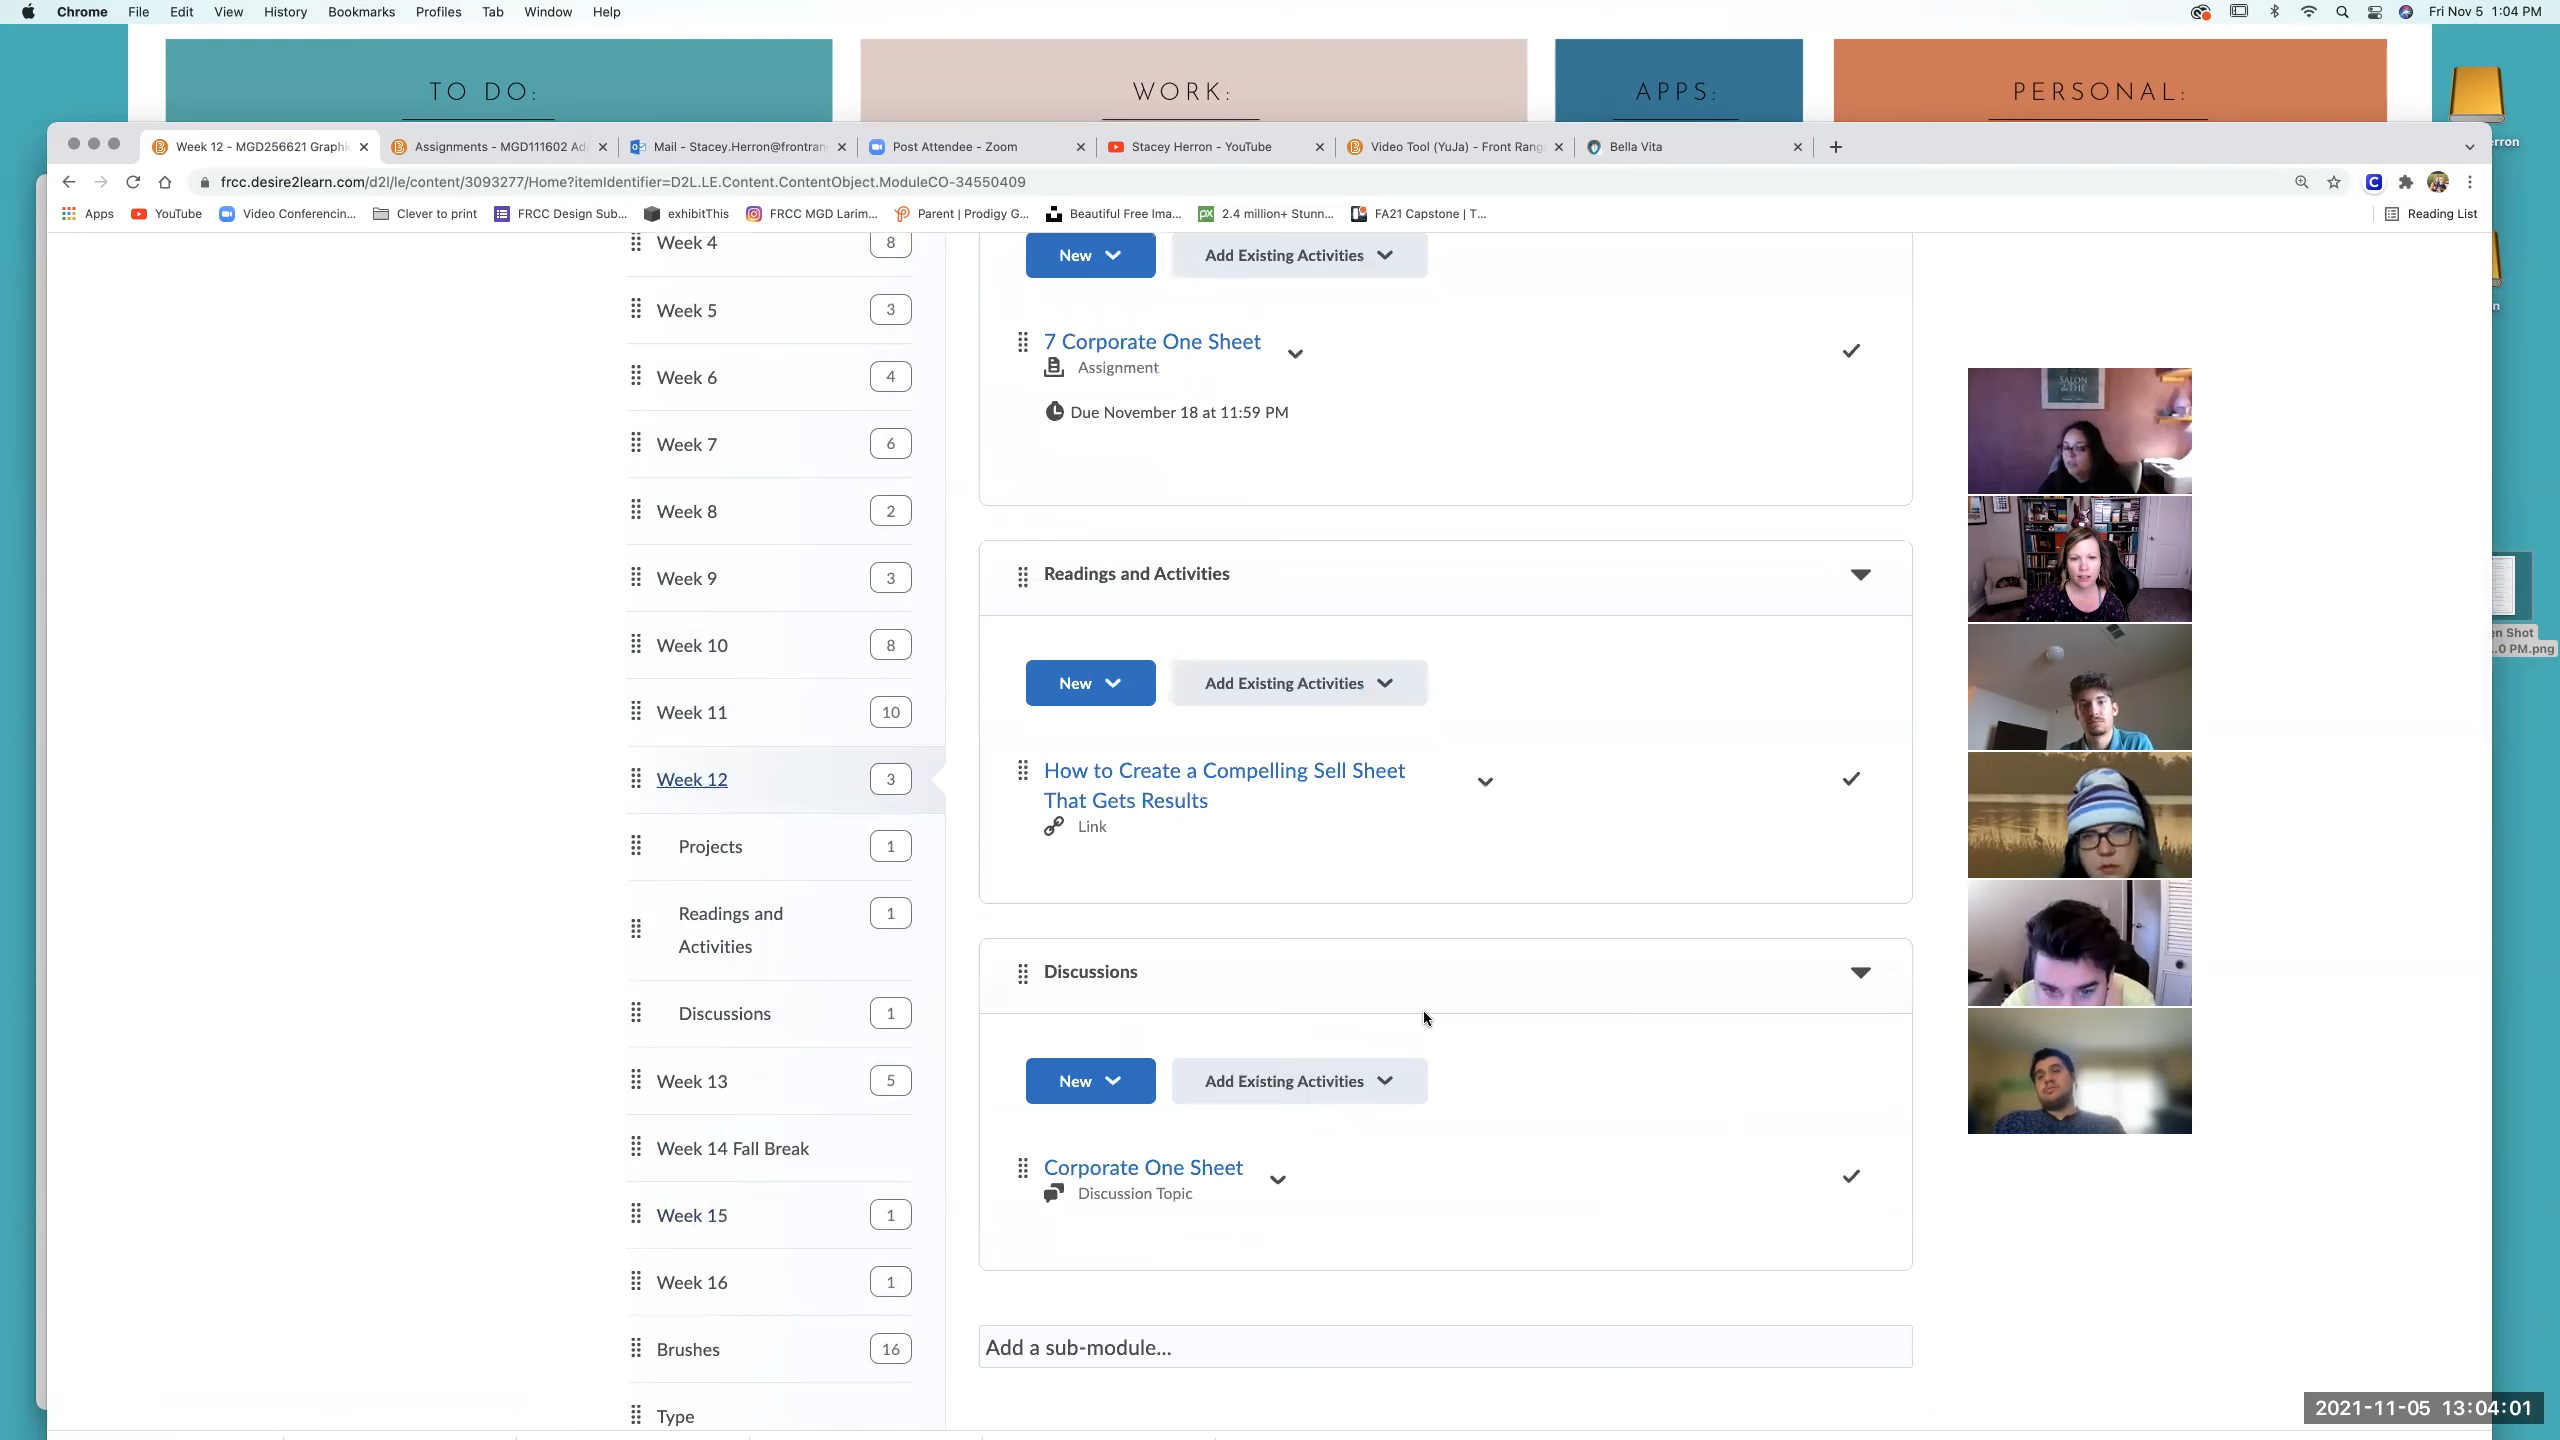 Chrome File Edit View History Bookmarks Profiles Tab Window Help
Fri Nov 5 1:04 PM
TO DO:
WORK:
APPS:
PERSONAL:
Week 12 - MGD256621 Graphi
Assignments - MGD111602 Ad
Mail - Stacey.Herron@frontran
Post Attendee - Zoom
Stacey Herron - YouTube
Video Tool (YuJa) - Front Rang
Bella Vita
erron
frcc.desire2learn.com/d2l/le/content/3093277/Home?itemIdentifier=D2L.LE.Content.ContentObject.ModuleCO-34550409
Apps
YouTube
Video Conferencin...
Clever to print
FRCC Design Sub...
exhibitThis
FRCC MGD Larim...
Parent | Prodigy G...
Beautiful Free Ima...
2.4 million+ Stunn...
FA21 Capstone | T...
Reading List
Week 4 8
Week 5 3
Week 6 4
Week 7 6
Week 8 2
Week 9 3
Week 10 8
Week 11 10
Week 12 3
Projects 1
Readings and
Activities
1
Discussions 1
Week 13 5
Week 14 Fall Break
Week 15 1
Week 16 1
Brushes 16
Type
New
Add Existing Activities
7 Corporate One Sheet
Assignment
Due November 18 at 11:59 PM
Readings and Activities
New
Add Existing Activities
How to Create a Compelling Sell Sheet
That Gets Results
Link
Discussions
New
Add Existing Activities
Corporate One Sheet
Discussion Topic
Add a sub-module...
SALON
en Shot
...0 PM.png
2021-11-05 13:04:01